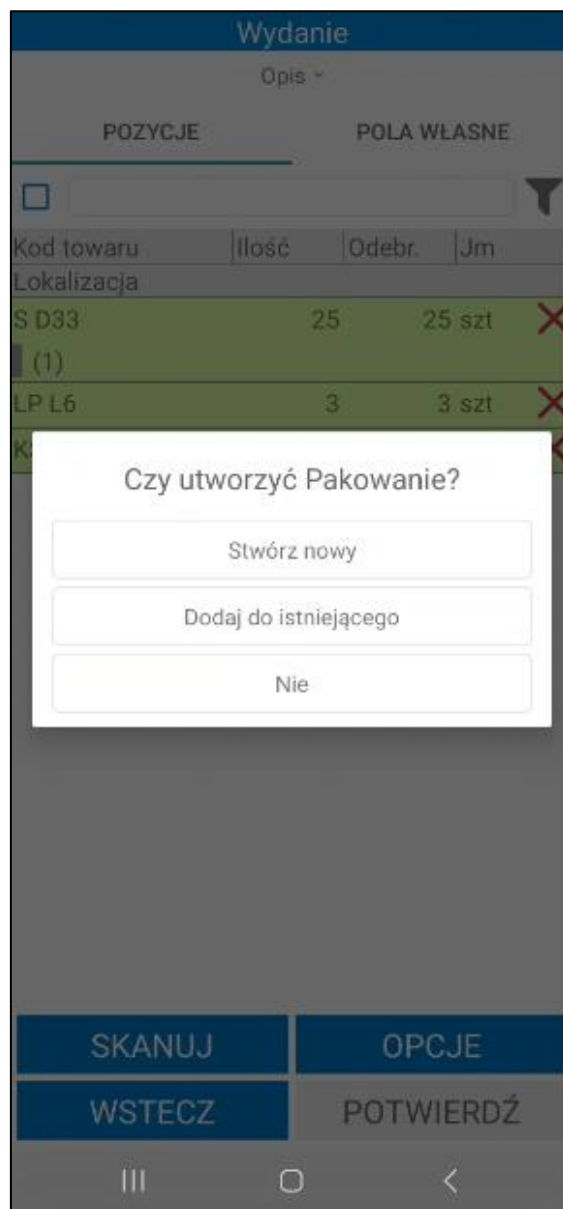 Wydanie
Opis
POZYCJE POLA WŁASNE
Kod towaru Ilość Odebr. Jm
Lokalizacja
S D33 25 25 szt
(1)
LP L6 3 3 szt
Czy utworzyć Pakowanie?
Stwórz nowy
Dodaj do istniejącego
Nie
SKANUJ OPCJE
WSTECZ POTWIERDŹ